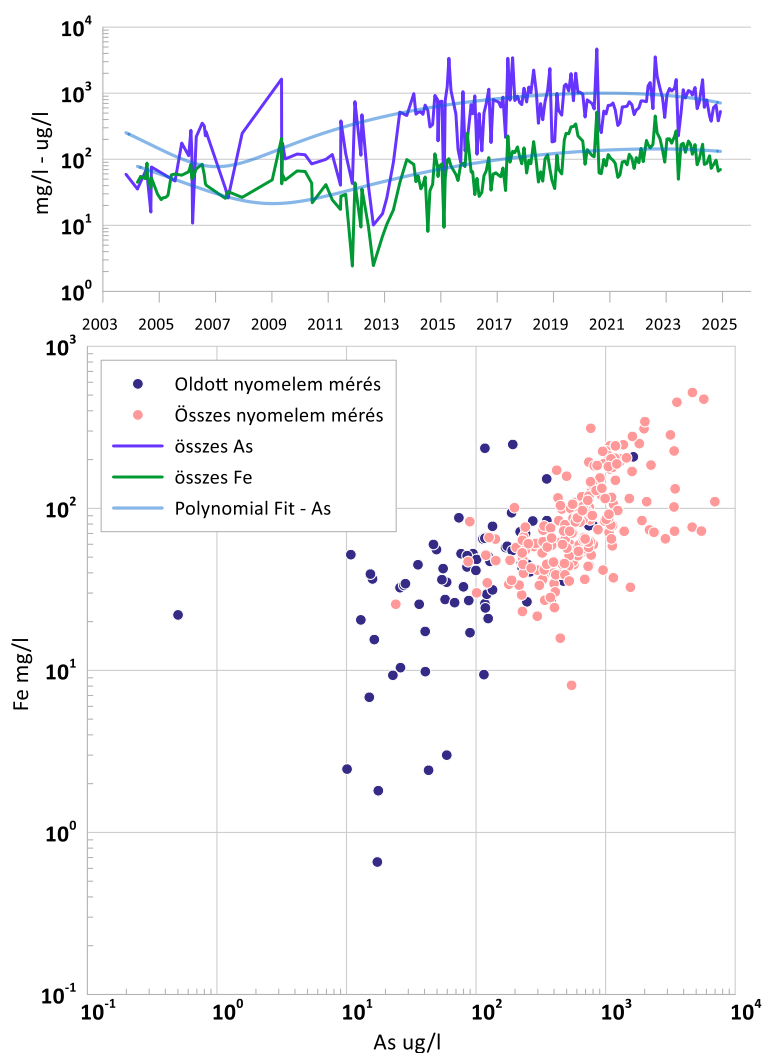 10⁴
10³
10²
10¹
10⁰
mg/l - ug/l
2003 2005 2007 2009 2011 2013 2015 2017 2019 2021 2023 2025
10³
Oldott nyomelem mérés
Összes nyomelem mérés
összes As
összes Fe
Polynomial Fit - As
10²
Fe mg/l
10¹
10⁰
10⁻¹
10⁻¹ 10⁰ 10¹ 10² 10³ 10⁴
As ug/l